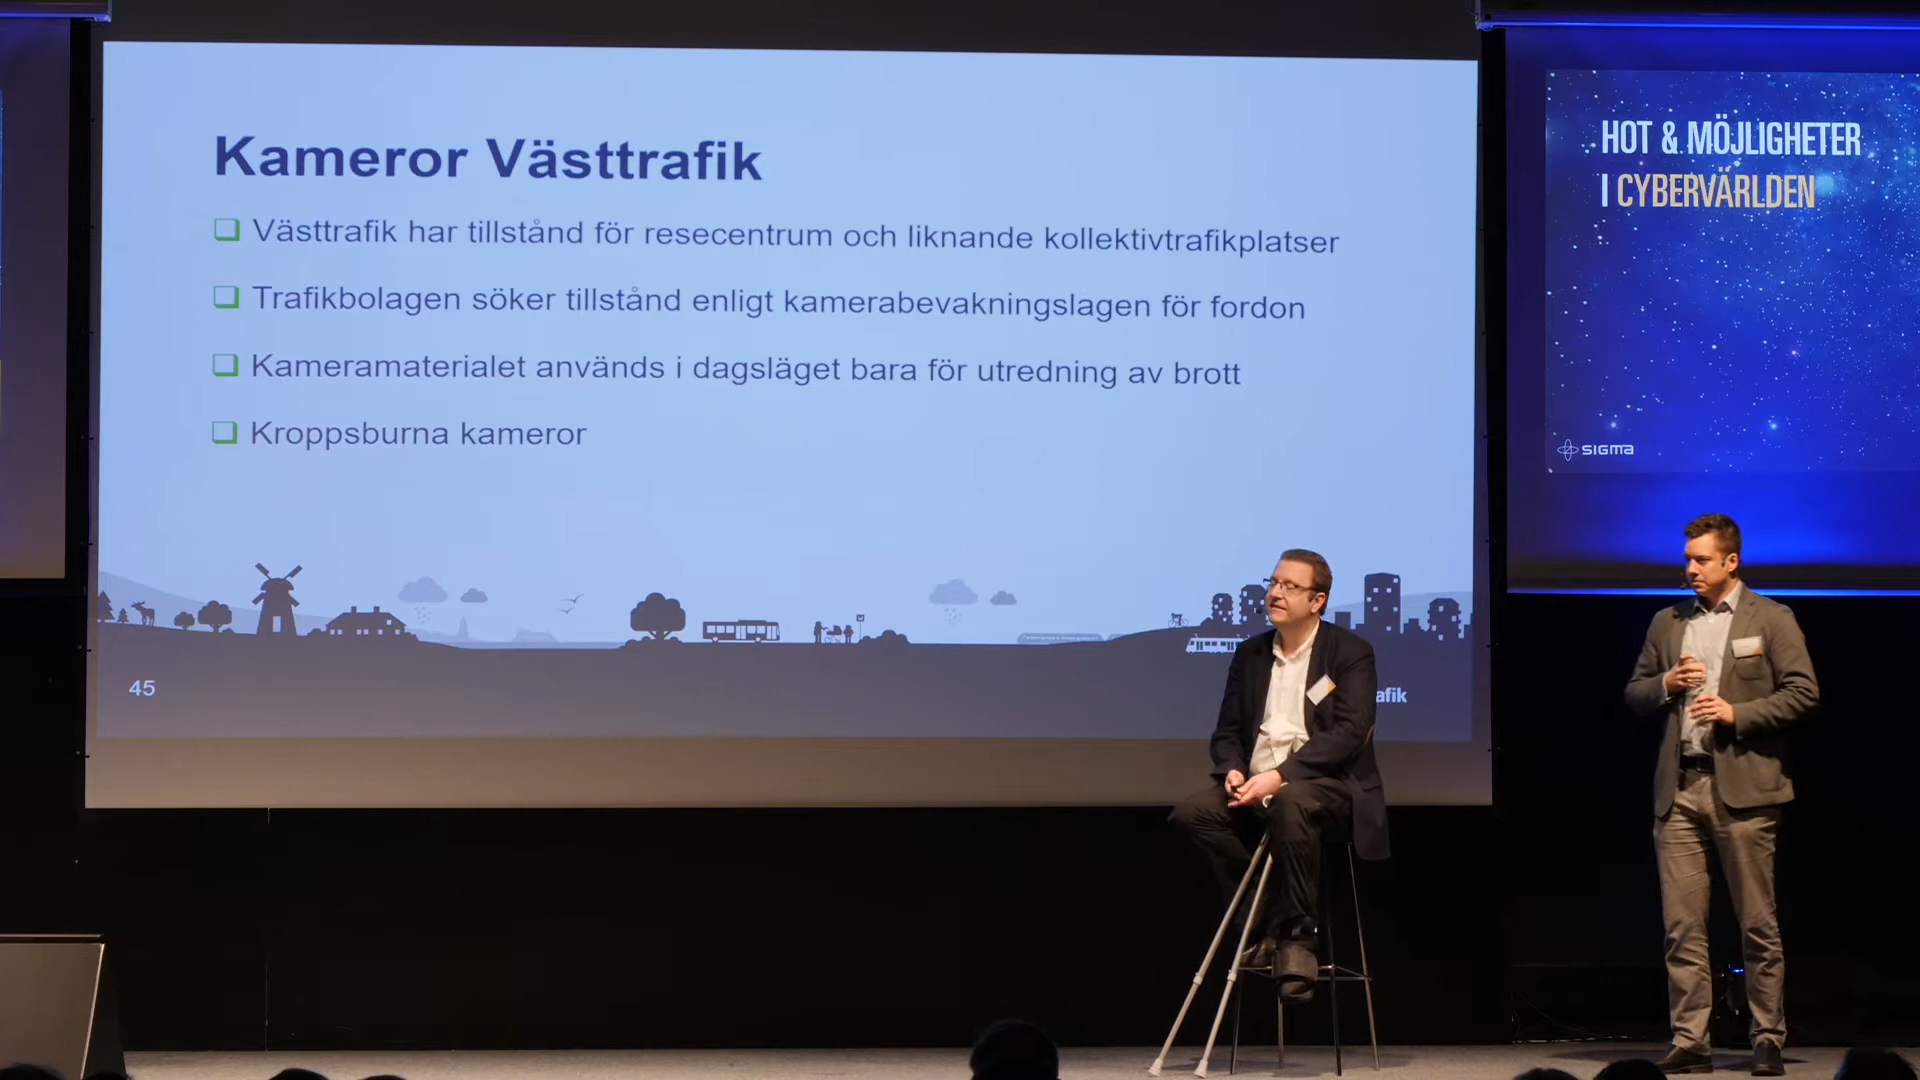 Kameror Västtrafik
Västtrafik har tillstånd för resecentrum och liknande kollektivtrafikplatser
Trafikbolagen söker tillstånd enligt kamerabevakningslagen för fordon
Kameramaterialet används i dagsläget bara för utredning av brott
Kroppsburna kameror
45
afik
HOT & MÖJLIGHETER
I CYBERVÄRLDEN
SIGMA